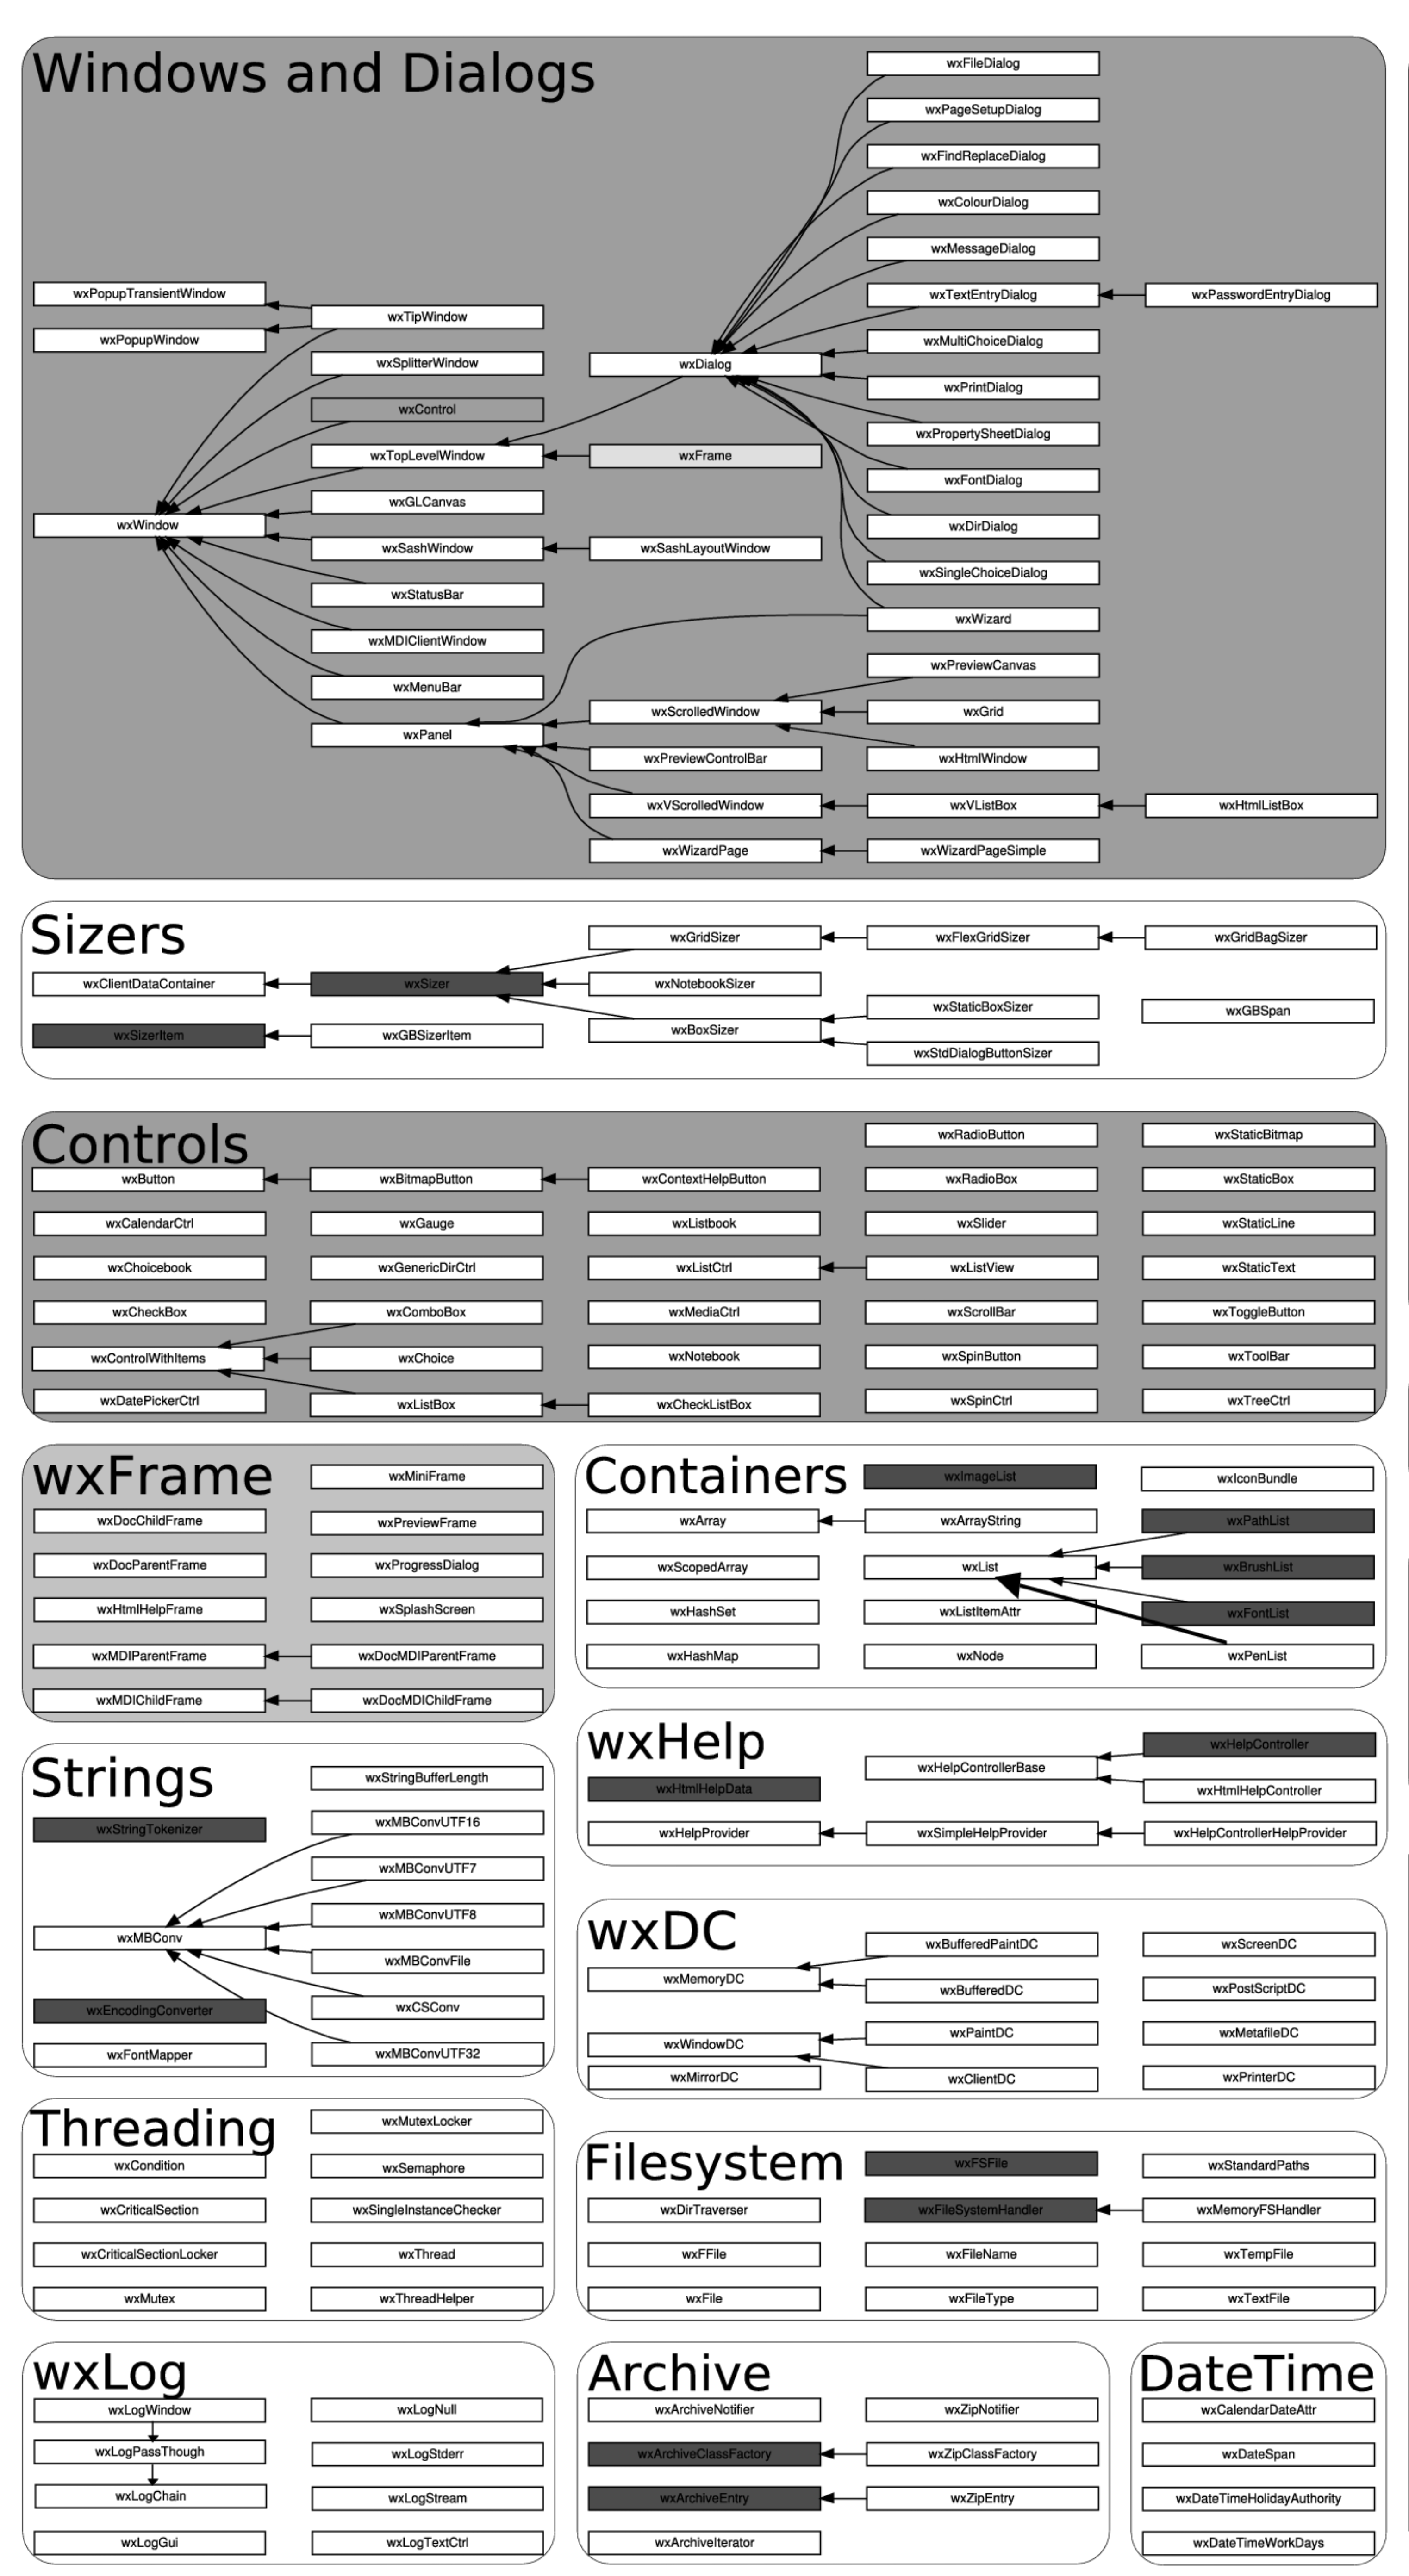 Windows and Dialogs
wxFileDialog
wxPageSetupDialog
wxFindReplaceDialog
wxColourDialog
wxMessageDialog
wxPopupTransientWindow
wxTextEntryDialog
wxPasswordEntryDialog
wxTipWindow
wxPopupWindow
wxMultiChoiceDialog
wxSplitterWindow
wxDialog
wxPrintDialog
wxControl
wxPropertySheetDialog
wxTopLevelWindow
wxFrame
wxFontDialog
wxGLCanvas
wxWindow
wxDirDialog
wxSashWindow
wxSashLayoutWindow
wxSingleChoiceDialog
wxStatusBar
wxWizard
wxMDIClientWindow
wxPreviewCanvas
wxMenuBar
wxScrolledWindow
wxGrid
wxPanel
wxPreviewControlBar
wxHtmlWindow
wxVScrolledWindow
wxVListBox
wxHtmlListBox
wxWizardPage
wxWizardPageSimple
Sizers
wxGridSizer
wxFlexGridSizer
wxGridBagSizer
wxClientDataContainer
wxSizer
wxNotebookSizer
wxStaticBoxSizer
wxGBSpan
wxSizerItem
wxGBSizerItem
wxBoxSizer
wxStdDialogButtonSizer
Controls
wxRadioButton
wxStaticBitmap
wxButton
wxBitmapButton
wxContextHelpButton
wxRadioBox
wxStaticBox
wxCalendarCtrl
wxGauge
wxListbook
wxSlider
wxStaticLine
wxChoicebook
wxGenericDirCtrl
wxListCtrl
wxListView
wxStaticText
wxCheckBox
wxComboBox
wxMediaCtrl
wxScrollBar
wxToggleButton
wxControlWithItems
wxChoice
wxNotebook
wxSpinButton
wxToolBar
wxDatePickerCtrl
wxListBox
wxCheckListBox
wxSpinCtrl
wxTreeCtrl
wxFrame
wxMiniFrame
wxDocChildFrame
wxPreviewFrame
wxDocParentFrame
wxProgressDialog
wxHtmlHelpFrame
wxSplashScreen
wxMDIParentFrame
wxDocMDIParentFrame
wxMDIChildFrame
wxDocMDIChildFrame
Containers
wxImageList
wxIconBundle
wxArray
wxArrayString
wxPathList
wxScopedArray
wxList
wxBrushList
wxHashSet
wxListItemAttr
wxFontList
wxHashMap
wxNode
wxPenList
Strings
wxStringBufferLength
wxStringTokenizer
wxMBConvUTF16
wxMBConvUTF7
wxMBConvUTF8
wxMBConv
wxMBConvFile
wxEncodingConverter
wxCSConv
wxFontMapper
wxMBConvUTF32
wxHelp
wxHelpController
wxHelpControllerBase
wxHtmlHelpData
wxHtmlHelpController
wxHelpProvider
wxSimpleHelpProvider
wxHelpControllerHelpProvider
wxDC
wxBufferedPaintDC
wxScreenDC
wxMemoryDC
wxBufferedDC
wxPostScriptDC
wxWindowDC
wxPaintDC
wxMetafileDC
wxMirrorDC
wxClientDC
wxPrinterDC
Threading
wxMutexLocker
wxCondition
wxSemaphore
wxCriticalSection
wxSingleInstanceChecker
wxCriticalSectionLocker
wxThread
wxMutex
wxThreadHelper
Filesystem
wxFSFile
wxStandardPaths
wxDirTraverser
wxFileSystemHandler
wxMemoryFSHandler
wxFFile
wxFileName
wxTempFile
wxFile
wxFileType
wxTextFile
wxLog
wxLogWindow
wxLogNull
wxLogPassThough
wxLogStderr
wxLogChain
wxLogStream
wxLogGui
wxLogTextCtrl
Archive
wxArchiveNotifier
wxZipNotifier
wxArchiveClassFactory
wxZipClassFactory
wxArchiveEntry
wxZipEntry
wxArchiveIterator
DateTime
wxCalendarDateAttr
wxDateSpan
wxDateTimeHolidayAuthority
wxDateTimeWorkDays